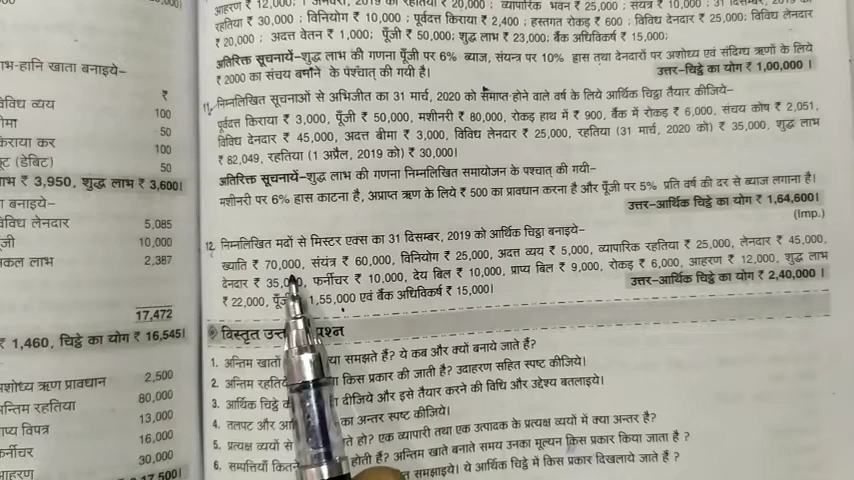 000)
भ-हानि खाता बनाइये–
₹
विविध व्यय 100
ीमा 50
कराया कर 100
ूट (डेबिट) 50
ाभ ₹ 3,950, शुद्ध लाभ ₹ 3,600।
ा बनाइये–
विविध लेनदार 5,085
ूँजी 10,000
सकल लाभ 2,387
17,472
₹ 1,460, चिट्ठे का योग ₹ 16,545।
अशोध्य ऋण प्रावधान 2,500
अन्तिम रहतिया 80,000
ाप्य विपत्र 13,000
र्नीचर 16,000
ाहरण 30,000
17,500।
आहरण ₹ 12,000; 1 2019 का रहतिया ₹ 20,000; व्यापारिक भवन ₹ 25,000; संयंत्र ₹ 10,000; 31
रहतिया ₹ 30,000; विनियोग ₹ 10,000; पूर्वदत्त किराया ₹ 2,400; हस्तगत रोकड़ ₹ 600; विविध देनदार ₹ 25,000; विविध लेनदार
₹ 20,000; अदत्त वेतन ₹ 1,000; पूँजी ₹ 50,000; शुद्ध लाभ ₹ 23,000; बैंक अधिविकर्ष ₹ 15,000;
अतिरिक्त सूचनायें–शुद्ध लाभ की गणना पूँजी पर 6% ब्याज, संयन्त्र पर 10% ह्रास तथा देनदारों पर अशोध्य एवं संदिग्ध ऋणों के लिये
₹ 2000 का संचय बनाने के पश्चात् की गयी है।
उत्तर–चिट्ठे का योग ₹ 1,00,000 ।
11. निम्नलिखित सूचनाओं से अभिजीत का 31 मार्च, 2020 को समाप्त होने वाले वर्ष के लिये आर्थिक चिट्ठा तैयार कीजिये–
पूर्वदत्त किराया ₹ 3,000, पूँजी ₹ 50,000, मशीनरी ₹ 80,000, रोकड़ हाथ में ₹ 900, बैंक में रोकड़ ₹ 6,000, संचय कोष ₹ 2,051,
विविध देनदार ₹ 45,000, अदत्त बीमा ₹ 3,000, विविध लेनदार ₹ 25,000, रहतिया (31 मार्च, 2020 को) ₹ 35,000, शुद्ध लाभ
₹ 82,049, रहतिया (1 अप्रैल, 2019 को) ₹ 30,000।
अतिरिक्त सूचनायें–शुद्ध लाभ की गणना निम्नलिखित समायोजन के पश्चात् की गयी–
मशीनरी पर 6% ह्रास काटना है, अप्राप्त ऋण के लिये ₹ 500 का प्रावधान करना है और पूँजी पर 5% प्रति वर्ष की दर से ब्याज लगाना है।
उत्तर–आर्थिक चिट्ठे का योग ₹ 1,64,600।
(Imp.)
12. निम्नलिखित मदों से मिस्टर एक्स का 31 दिसम्बर, 2019 को आर्थिक चिट्ठा बनाइये–
ख्याति ₹ 70,000, संयंत्र ₹ 60,000, विनियोग ₹ 25,000, अदत्त व्यय ₹ 5,000, व्यापारिक रहतिया ₹ 25,000, लेनदार ₹ 45,000,
देनदार ₹ 35,000, फर्नीचर ₹ 10,000, देय बिल ₹ 10,000, प्राप्य बिल ₹ 9,000, रोकड़ ₹ 6,000, आहरण ₹ 12,000, शुद्ध लाभ
₹ 22,000, 1,55,000 एवं बैंक अधिविकर्ष ₹ 15,000।
उत्तर–आर्थिक चिट्ठे का योग ₹ 2,40,000 ।
विस्तृत प्रश्न
1. अन्तिम खातों या समझते हैं? ये कब और क्यों बनाये जाते हैं?
2. अन्तिम किस प्रकार की जाती है? उदाहरण सहित स्पष्ट कीजिये।
3. आर्थिक चिट्ठे दीजिये और इसे तैयार करने की विधि और उद्देश्य बतलाइये।
4. तलपट और का अन्तर स्पष्ट कीजिये।
5. प्रत्यक्ष व्ययों से ते हो? एक व्यापारी तथा एक उत्पादक के प्रत्यक्ष व्ययों में क्या अन्तर है?
6. सम्पत्तियाँ होती हैं? अन्तिम खाते बनाते समय उनका मूल्यन किस प्रकार किया जाता है ?
समझाइये। ये आर्थिक चिट्ठे में किस प्रकार दिखलाये जाते हैं ?